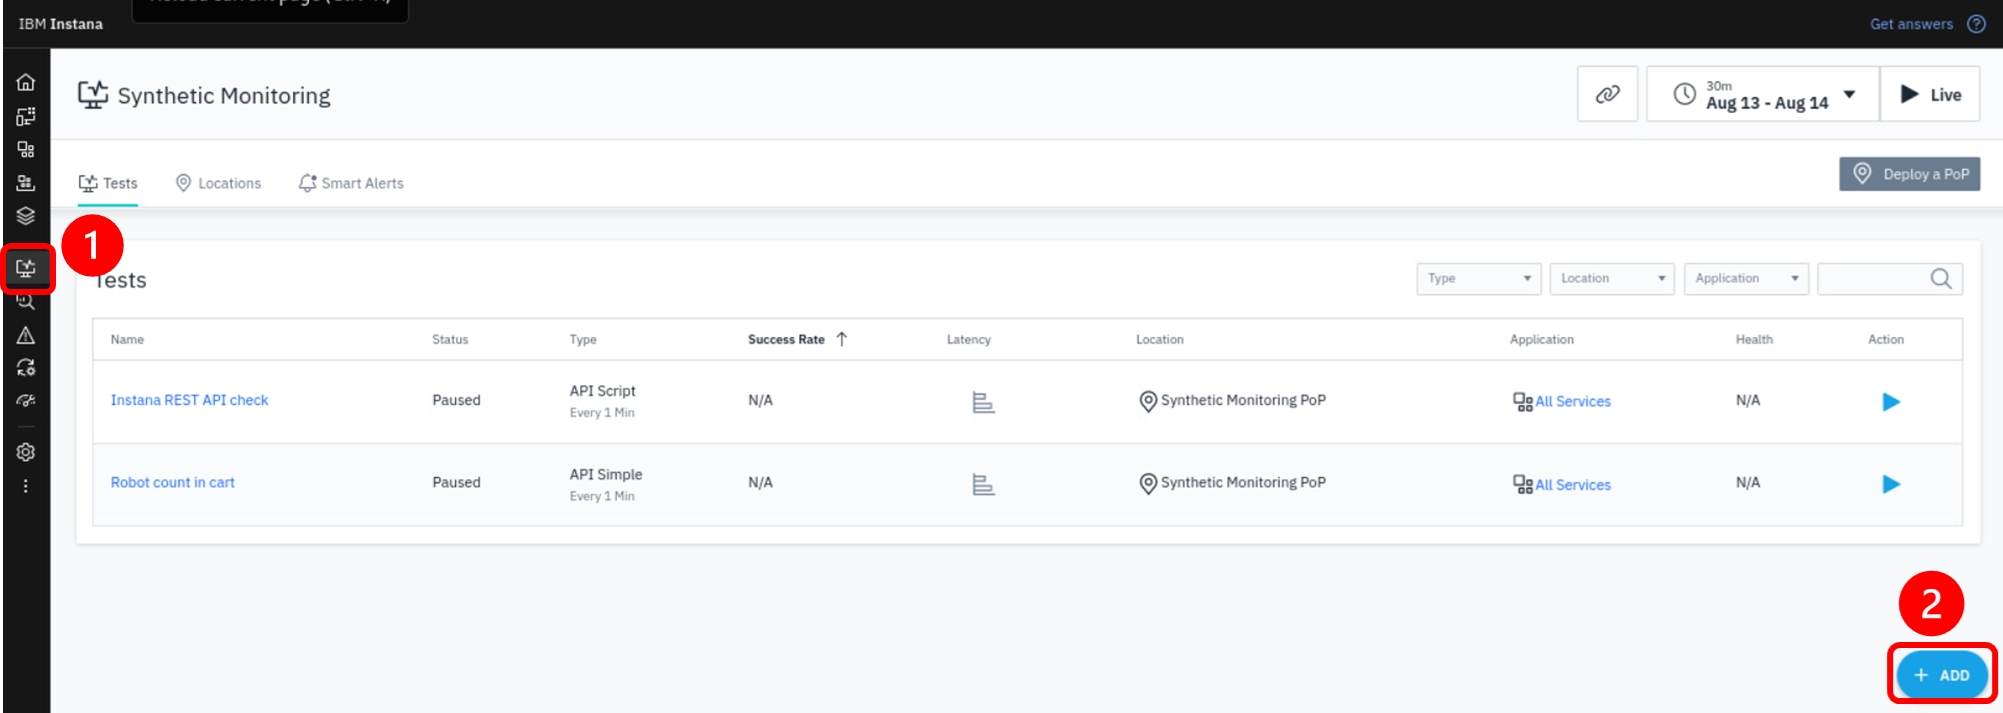 IBM Instana
Get answers
Synthetic Monitoring
30m
Aug 13 - Aug 14
Live
Tests
Locations
Smart Alerts
Deploy a PoP
1
Tests
Type
Location
Application
Name
Status
Type
Success Rate
Latency
Location
Application
Health
Action
Instana REST API check
Paused
API Script
Every 1 Min
N/A
Synthetic Monitoring PoP
All Services
N/A
Robot count in cart
Paused
API Simple
Every 1 Min
N/A
Synthetic Monitoring PoP
All Services
N/A
2
+ ADD